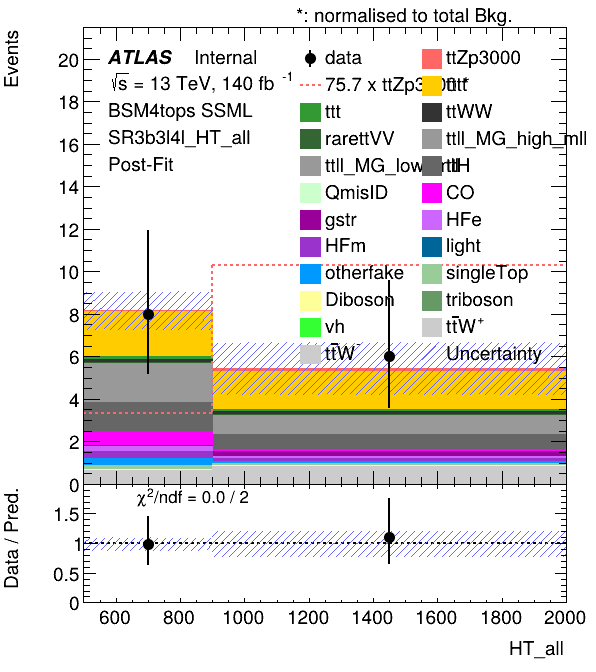 *: normalised to total Bkg.
Events
ATLAS Internal
√s = 13 TeV, 140 fb⁻¹
BSM4tops SSML
SR3b3l4l_HT_all
Post-Fit
data
ttZp3000
75.7 x ttZp3000 *
tttt
ttt
ttWW
rarettVV
ttll_MG_high_mll
ttll_MG_low_mll
ttH
QmisID
CO
gstr
HFe
HFm
light
otherfake
singleTop
Diboson
triboson
vh
tt̄W⁺
tt̄W⁻
Uncertainty
20
18
16
14
12
10
8
6
4
2
0
Data / Pred.
χ²/ndf = 0.0 / 2
1.5
1
0.5
0
600 800 1000 1200 1400 1600 1800 2000
HT_all